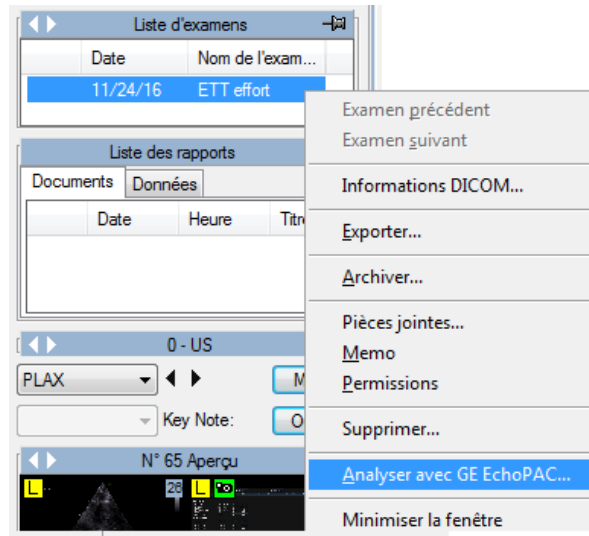 Liste d'examens
Date Nom de l'exam...
11/24/16 ETT effort
Examen précédent
Examen suivant
Informations DICOM...
Exporter...
Archiver...
Pièces jointes...
Memo
Permissions
Supprimer...
Analyser avec GE EchoPAC...
Minimiser la fenêtre
Liste des rapports
Documents Données
Date Heure Titr
0 - US
PLAX M
Key Note: O
N° 65 Aperçu
L 26 L